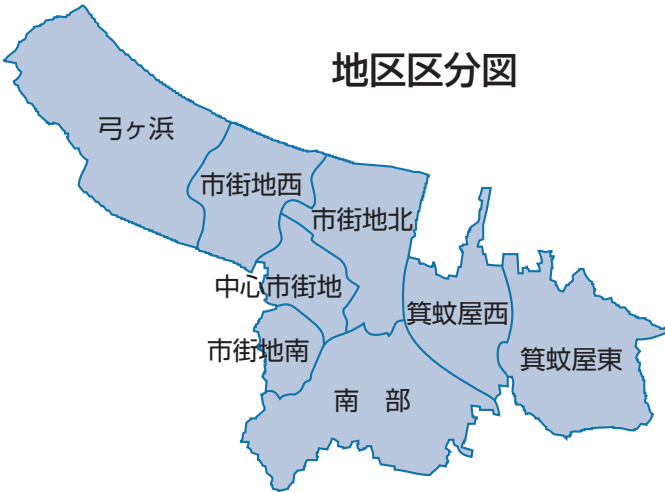 地区区分図
弓ヶ浜
市街地西
市街地北
中心市街地
箕蚊屋西
市街地南
箕蚊屋東
南　部